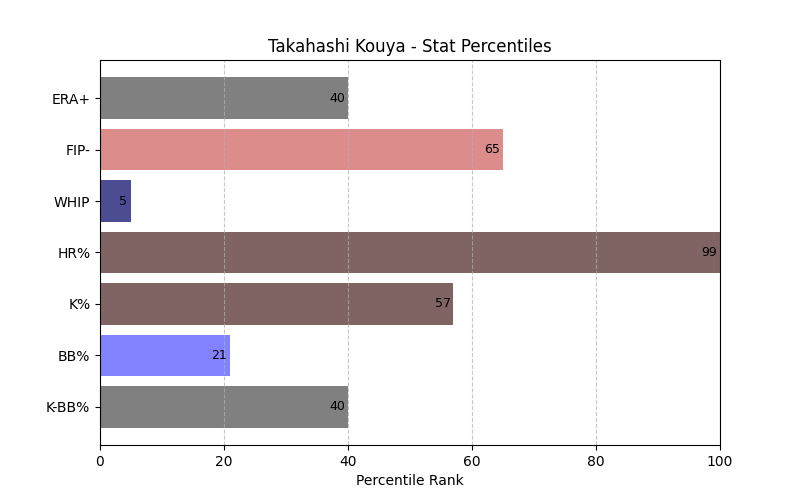 Takahashi Kouya - Stat Percentiles
ERA+ 40
FIP- 65
WHIP 5
HR% 99
K% 57
BB% 21
K-BB% 40
0 20 40 60 80 100
Percentile Rank